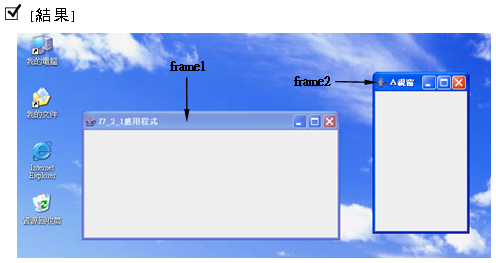 [結果]
我的電腦
frame1
frame2
A視窗
我的文件
J7_2_1應用程式
Internet
Explorer
資源回收筒